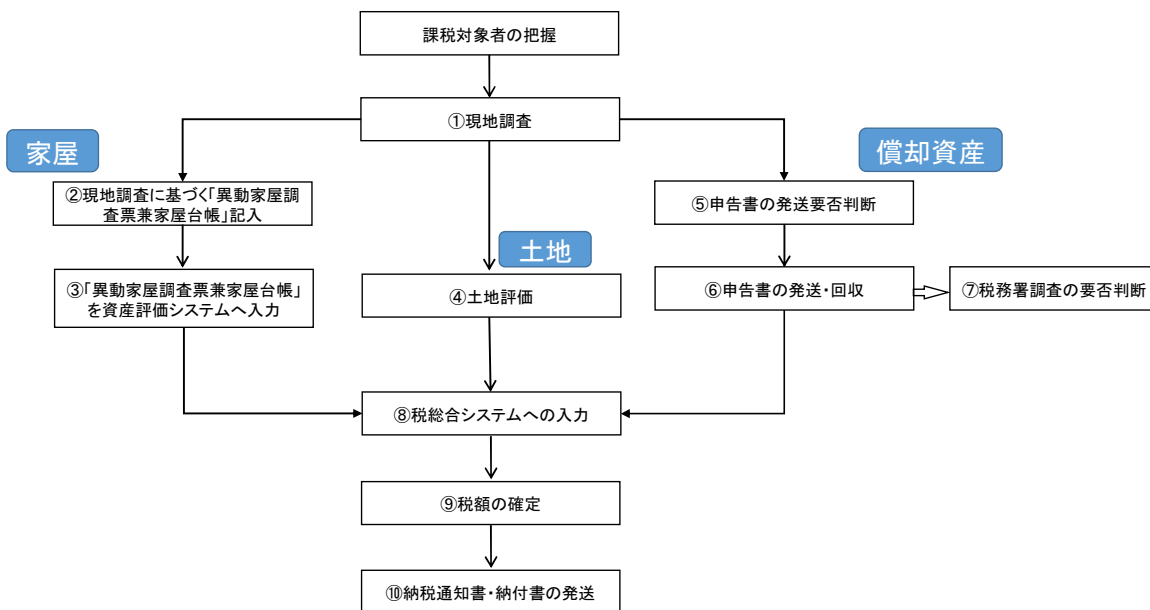 課税対象者の把握
①現地調査
家屋
償却資産
②現地調査に基づく「異動家屋調
査票兼家屋台帳」記入
⑤申告書の発送要否判断
土地
③「異動家屋調査票兼家屋台帳」
を資産評価システムへ入力
④土地評価
⑥申告書の発送・回収
⑦税務署調査の要否判断
⑧税総合システムへの入力
⑨税額の確定
⑩納税通知書・納付書の発送